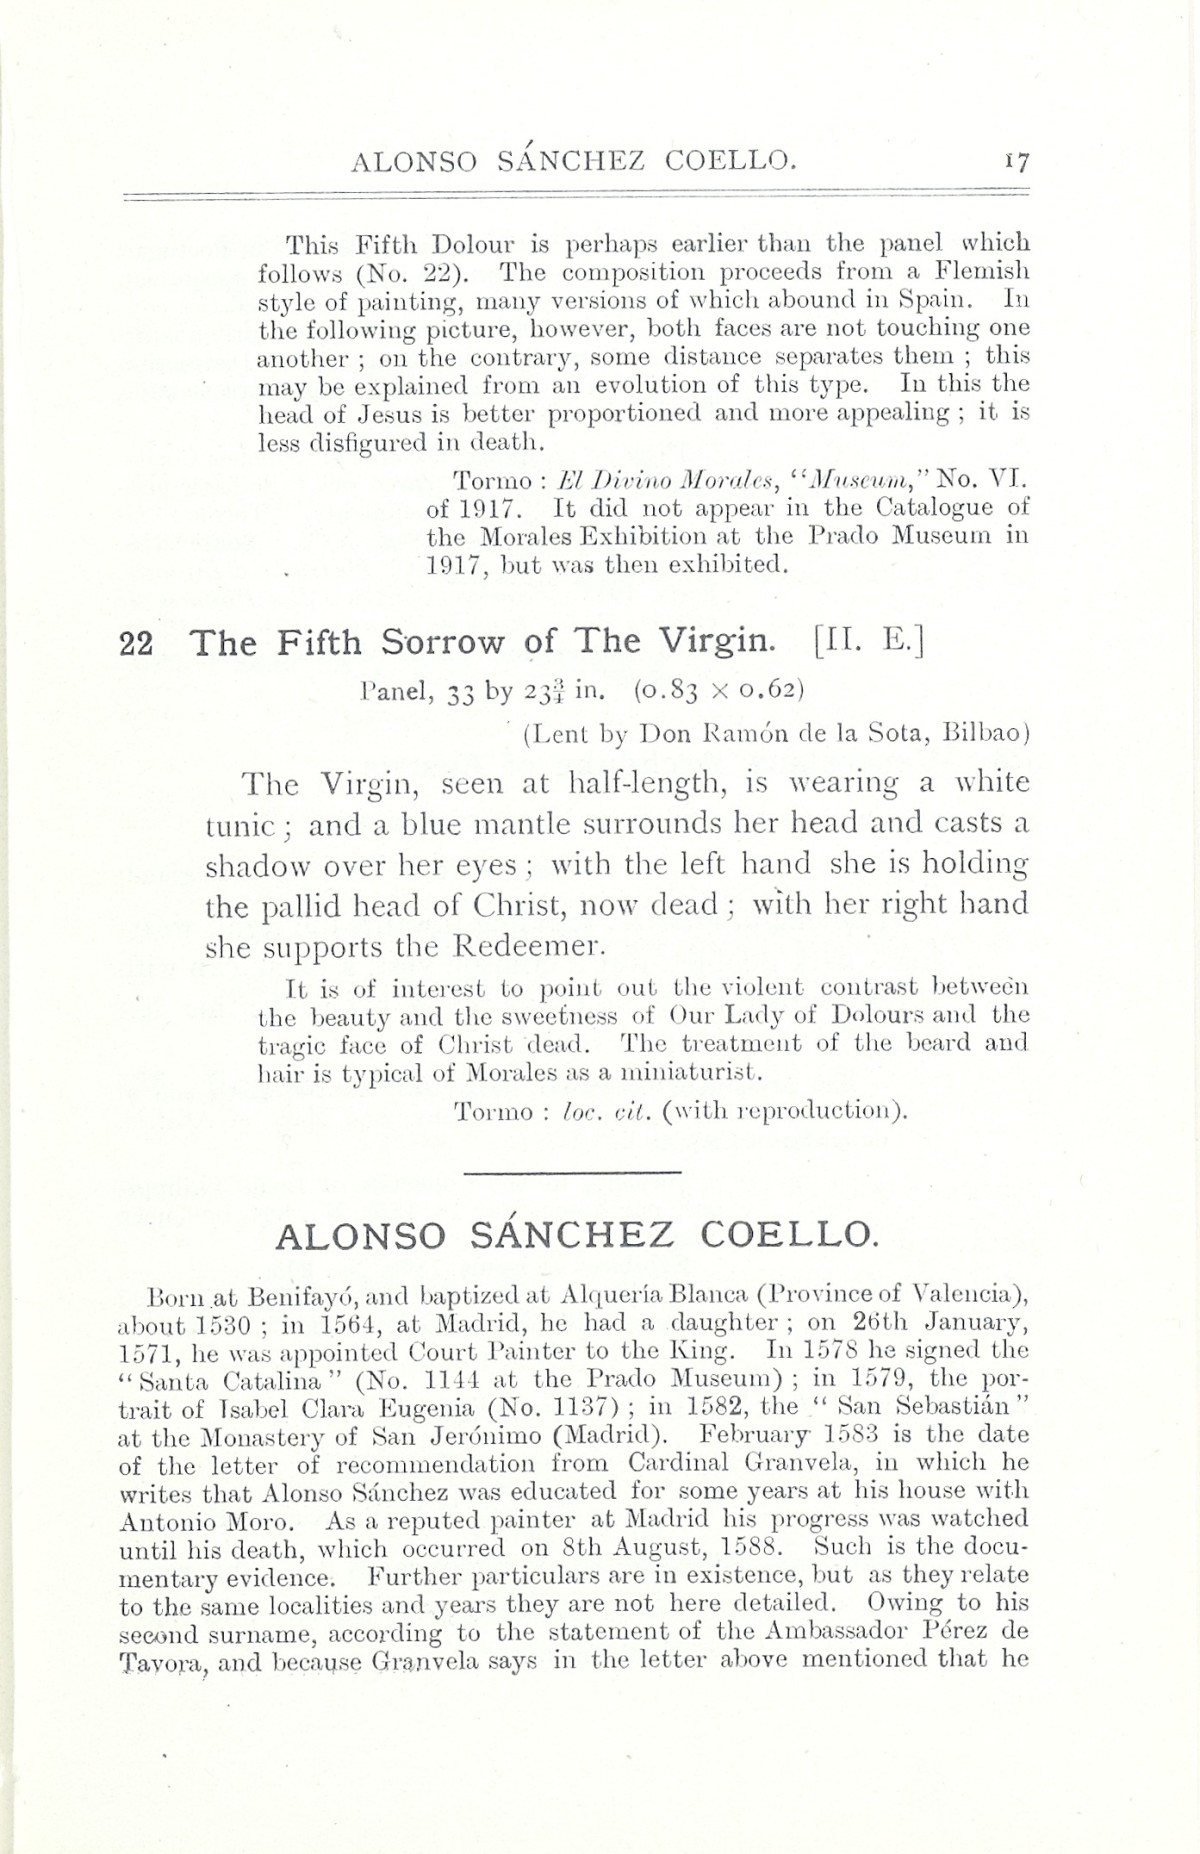 ALONSO SÁNCHEZ COELLO. 17
This Fifth Dolour is perhaps earlier than the panel which
follows (No. 22). The composition proceeds from a Flemish
style of painting, many versions of which abound in Spain. In
the following picture, however, both faces are not touching one
another ; on the contrary, some distance separates them ; this
may be explained from an evolution of this type. In this the
head of Jesus is better proportioned and more appealing ; it is
less disfigured in death.
Tormo : El Divino Morales, "Museum," No. VI.
of 1917. It did not appear in the Catalogue of
the Morales Exhibition at the Prado Museum in
1917, but was then exhibited.
22 The Fifth Sorrow of The Virgin. [II. E.]
Panel, 33 by 23¾ in. (0.83 × 0.62)
(Lent by Don Ramón de la Sota, Bilbao)
The Virgin, seen at half-length, is wearing a white
tunic ; and a blue mantle surrounds her head and casts a
shadow over her eyes ; with the left hand she is holding
the pallid head of Christ, now dead ; with her right hand
she supports the Redeemer.
It is of interest to point out the violent contrast between
the beauty and the sweetness of Our Lady of Dolours and the
tragic face of Christ dead. The treatment of the beard and
hair is typical of Morales as a miniaturist.
Tormo : loc. cit. (with reproduction).
ALONSO SÁNCHEZ COELLO.
Born at Benifayó, and baptized at Alquería Blanca (Province of Valencia),
about 1530 ; in 1564, at Madrid, he had a daughter ; on 26th January,
1571, he was appointed Court Painter to the King. In 1578 he signed the
" Santa Catalina " (No. 1144 at the Prado Museum) ; in 1579, the por-
trait of Isabel Clara Eugenia (No. 1137) ; in 1582, the " San Sebastián "
at the Monastery of San Jerónimo (Madrid). February 1583 is the date
of the letter of recommendation from Cardinal Granvela, in which he
writes that Alonso Sánchez was educated for some years at his house with
Antonio Moro. As a reputed painter at Madrid his progress was watched
until his death, which occurred on 8th August, 1588. Such is the docu-
mentary evidence. Further particulars are in existence, but as they relate
to the same localities and years they are not here detailed. Owing to his
second surname, according to the statement of the Ambassador Pérez de
Tavora, and because Granvela says in the letter above mentioned that he